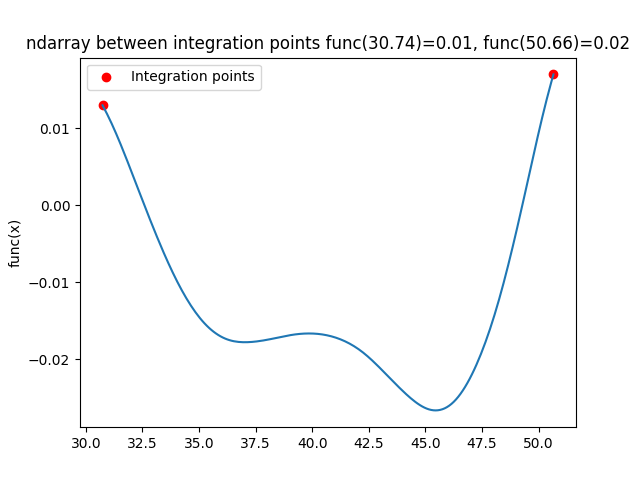 ndarray between integration points func(30.74)=0.01, func(50.66)=0.02
Integration points
0.01
0.00
−0.01
−0.02
func(x)
30.0 32.5 35.0 37.5 40.0 42.5 45.0 47.5 50.0